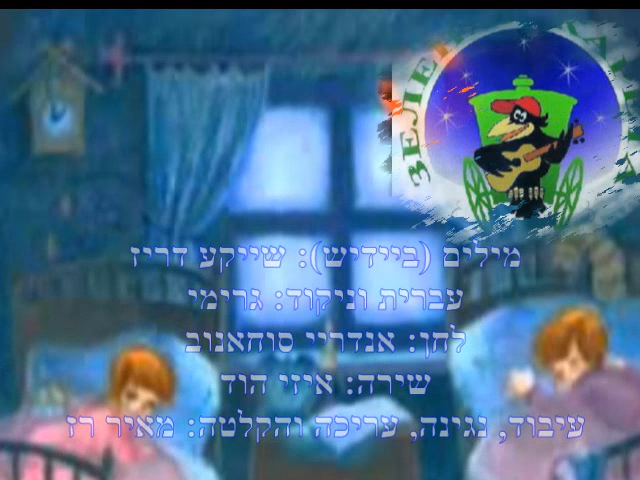 מילים (ביידיש): שייקע דריז
עברית וניקוד: גרימי
לחן: אנדריי סוחאנוב
שירה: איזי הוד
עיבוד, נגינה, עריכה והקלטה: מאיר רז